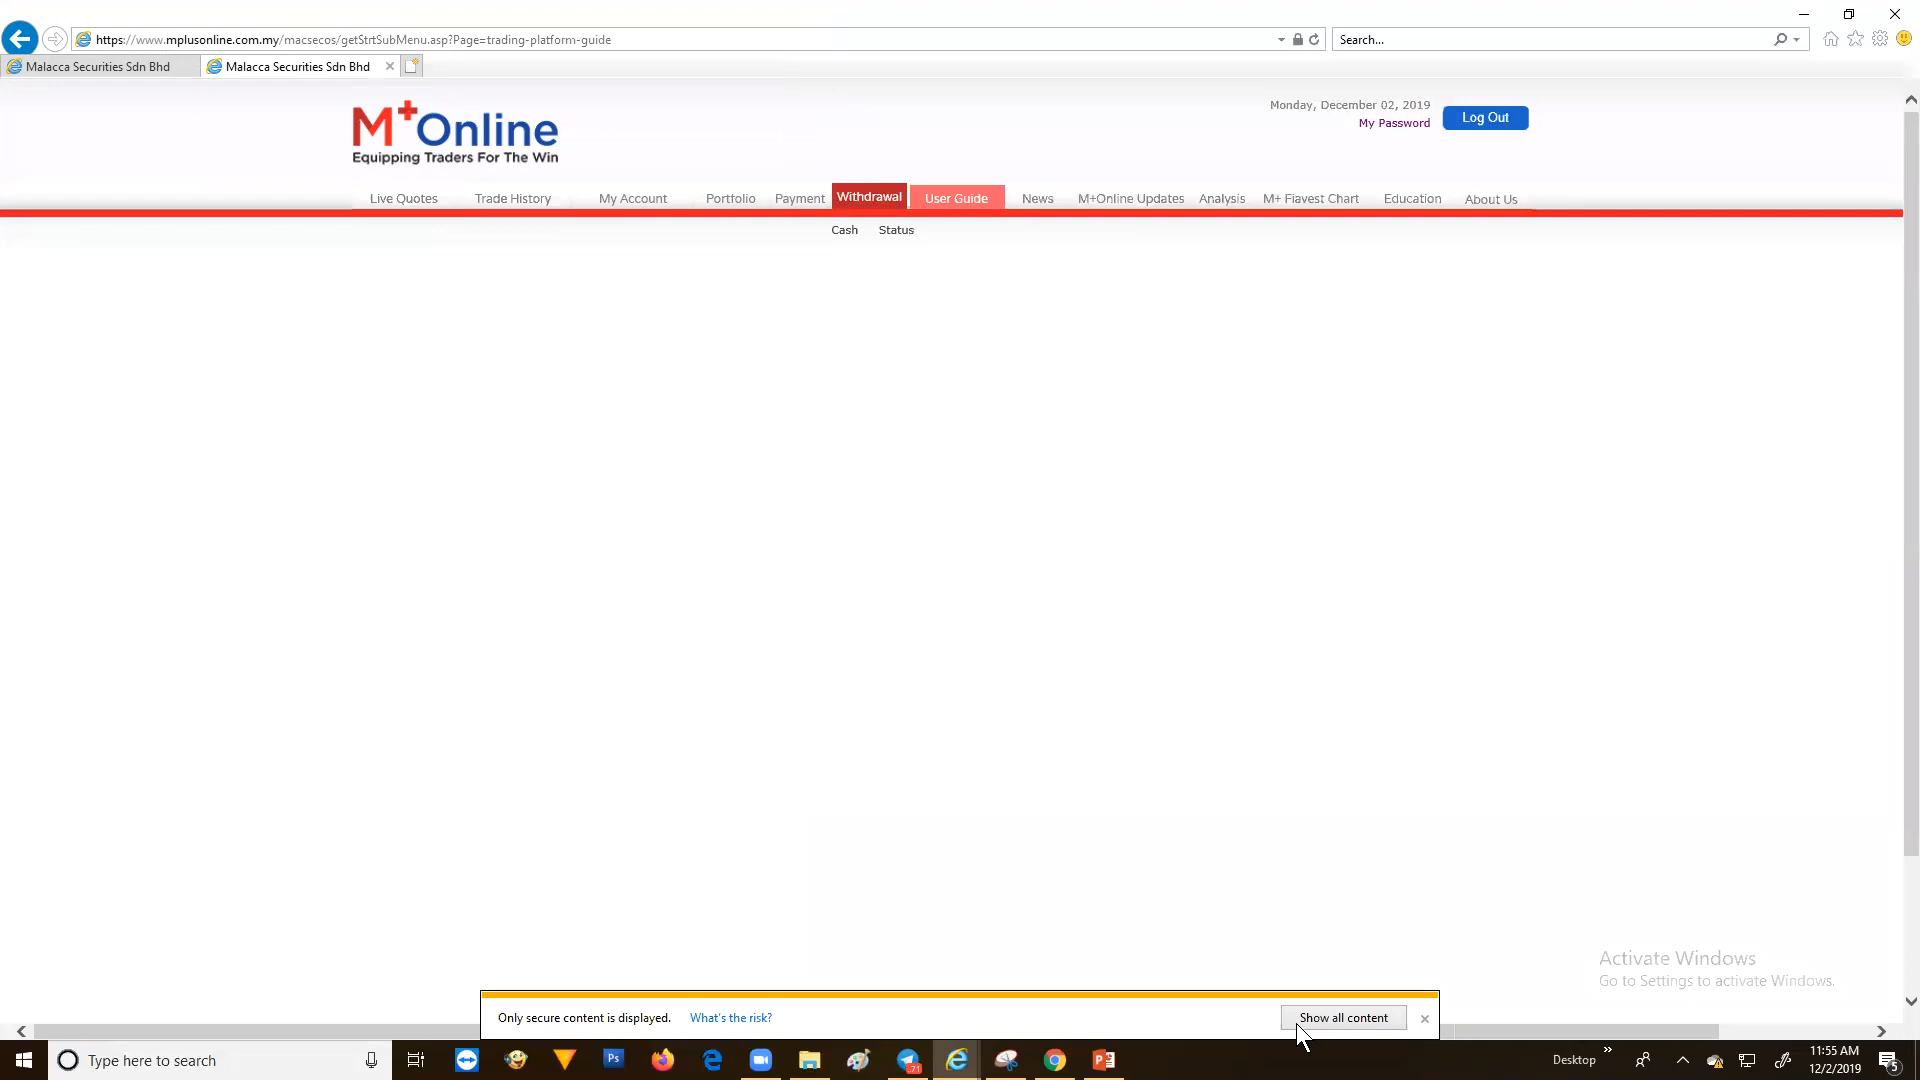 https://www.mplusonline.com.my/macsecos/getStrtSubMenu.asp?Page=trading-platform-guide
Search...
Malacca Securities Sdn Bhd
Malacca Securities Sdn Bhd
M+Online
Equipping Traders For The Win
Monday, December 02, 2019
My Password
Log Out
Live Quotes
Trade History
My Account
Portfolio
Payment
Withdrawal
User Guide
News
M+Online Updates
Analysis
M+ Fiavest Chart
Education
About Us
Cash
Status
Activate Windows
Go to Settings to activate Windows.
Only secure content is displayed.
What's the risk?
Show all content
Type here to search
Ps
71
Desktop
11:55 AM
12/2/2019
5